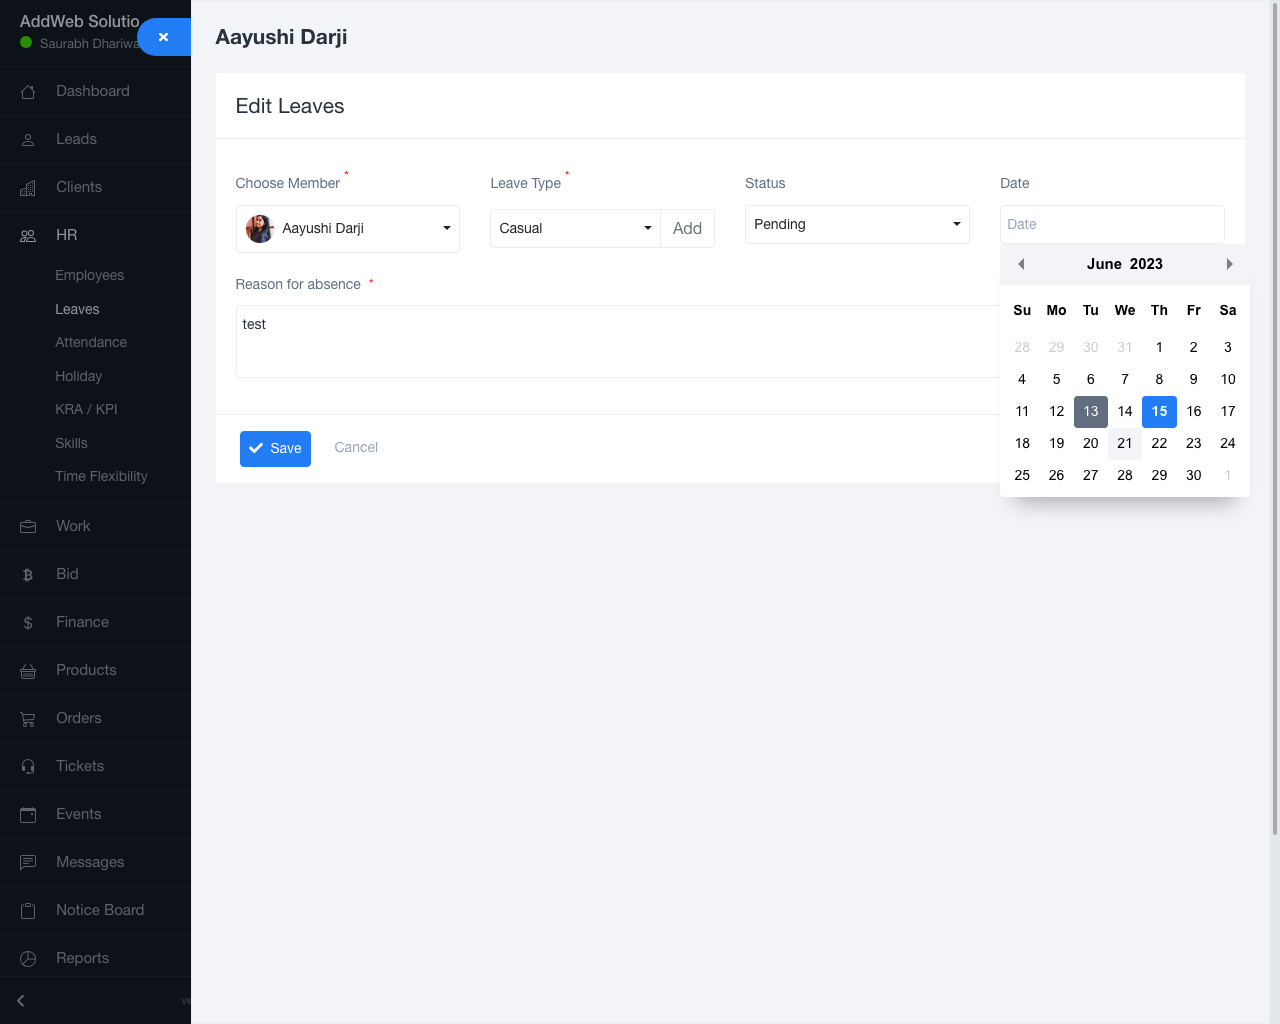 AddWeb Solutio
Saurabh Dhariwa
Dashboard
Leads
Clients
HR
Employees
Leaves
Attendance
Holiday
KRA / KPI
Skills
Time Flexibility
Work
Bid
Finance
Products
Orders
Tickets
Events
Messages
Notice Board
Reports
ve
Aayushi Darji
Edit Leaves
Choose Member *
Aayushi Darji
Leave Type *
Casual Add
Status
Pending
Date
Date
June 2023
Su Mo Tu We Th Fr Sa
28 29 30 31 1 2 3
4 5 6 7 8 9 10
11 12 13 14 15 16 17
18 19 20 21 22 23 24
25 26 27 28 29 30 1
Reason for absence *
test
Save Cancel